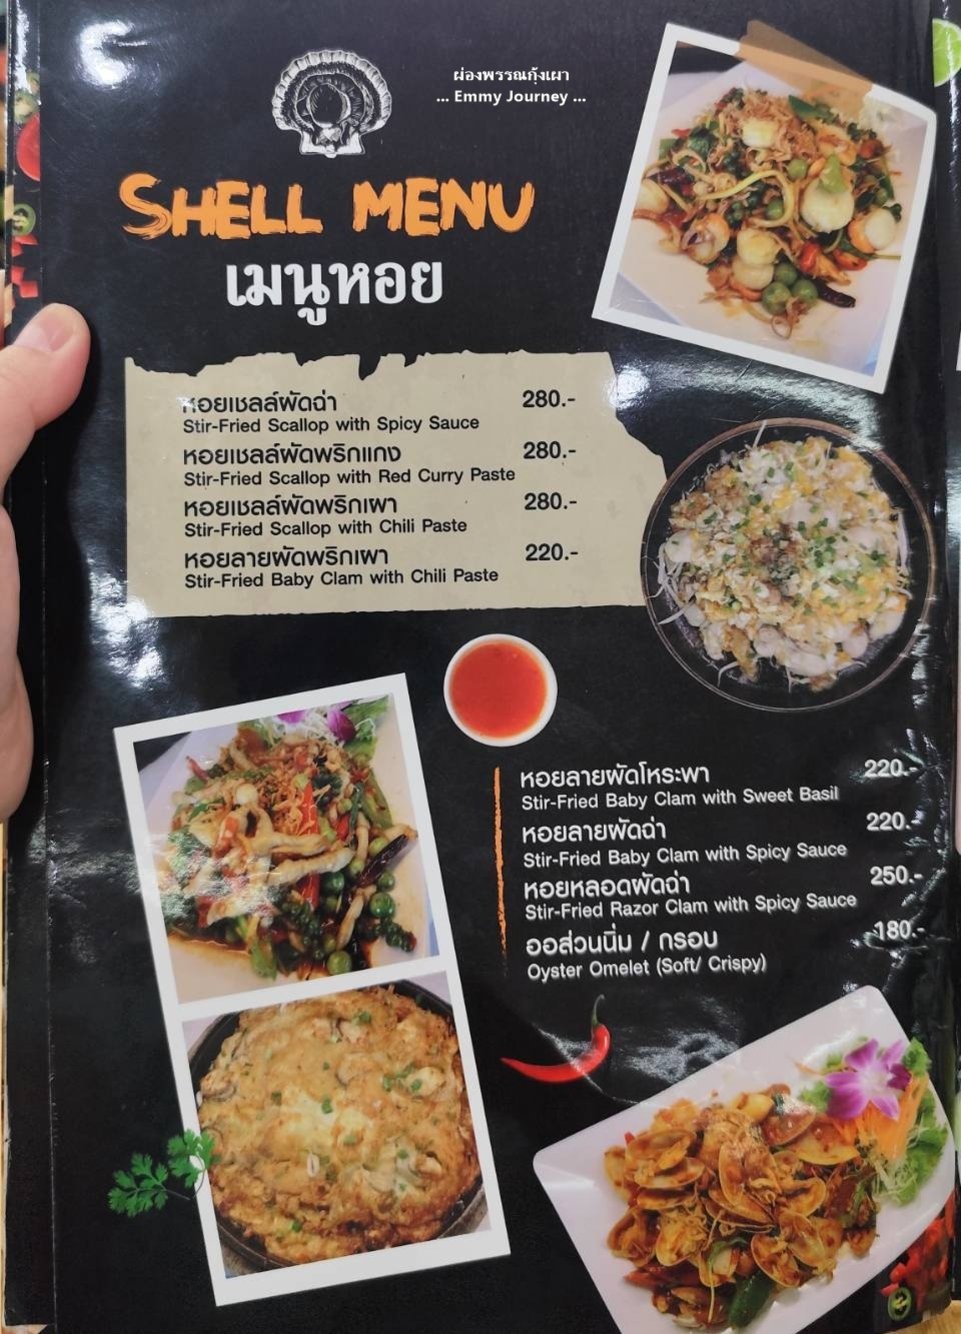 ผ่องพรรณกุ้งเผา
... Emmy Journey ...
SHELL MENU
เมนูหอย
หอยเชลล์ผัดฉ่า 280.-
Stir-Fried Scallop with Spicy Sauce
หอยเชลล์ผัดพริกแกง 280.-
Stir-Fried Scallop with Red Curry Paste
หอยเชลล์ผัดพริกเผา 280.-
Stir-Fried Scallop with Chili Paste
หอยลายผัดพริกเผา 220.-
Stir-Fried Baby Clam with Chili Paste
หอยลายผัดโหระพา 220.-
Stir-Fried Baby Clam with Sweet Basil
หอยลายผัดฉ่า 220.-
Stir-Fried Baby Clam with Spicy Sauce
หอยหลอดผัดฉ่า 250.-
Stir-Fried Razor Clam with Spicy Sauce
ออส่วนนิ่ม / กรอบ 180.-
Oyster Omelet (Soft/ Crispy)